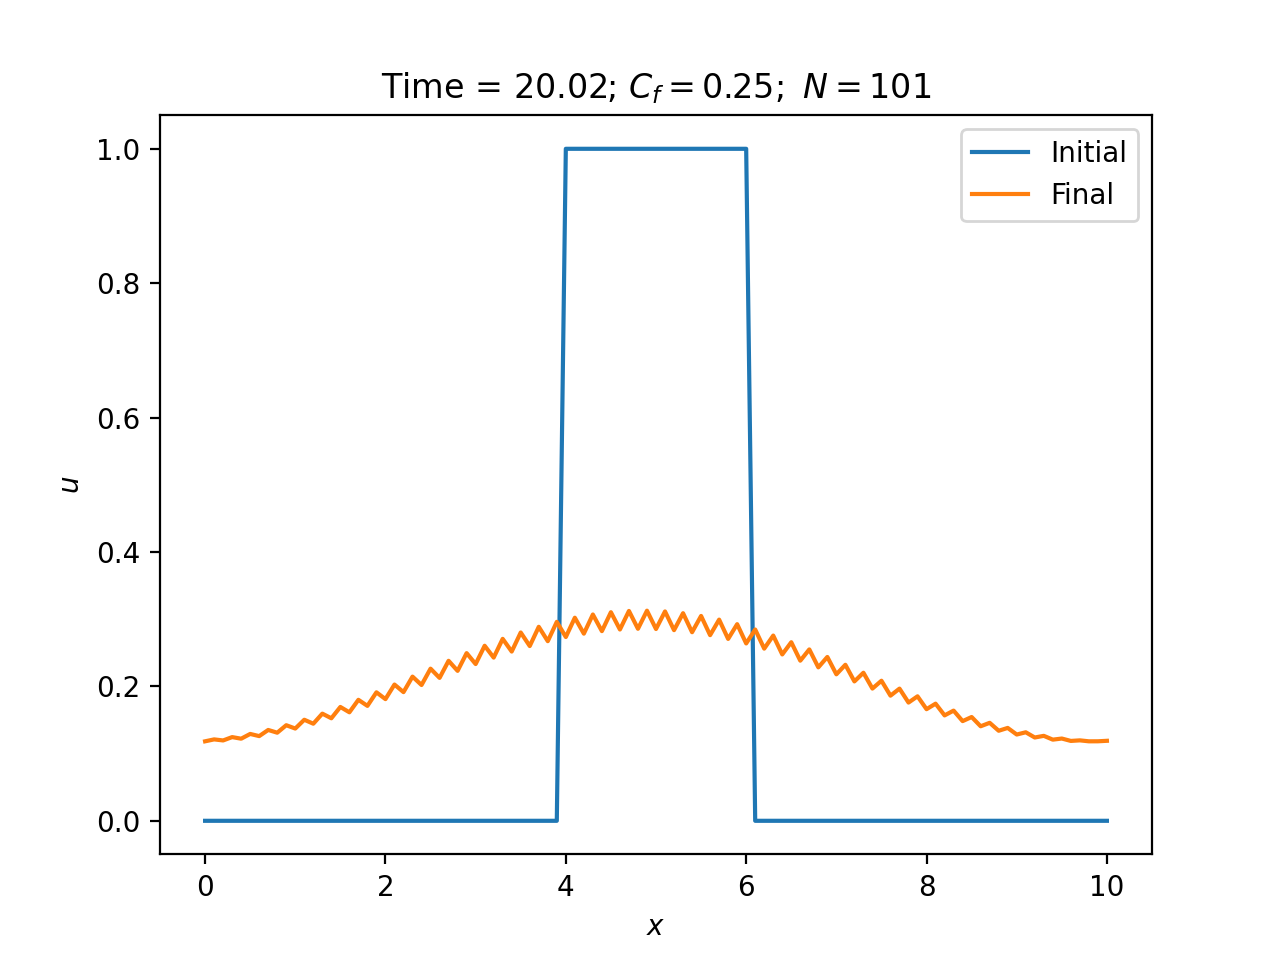 Time = 20.02; $C_f = 0.25$; $N = 101$
Initial
Final
1.0
0.8
0.6
0.4
0.2
0.0
u
0 2 4 6 8 10
x